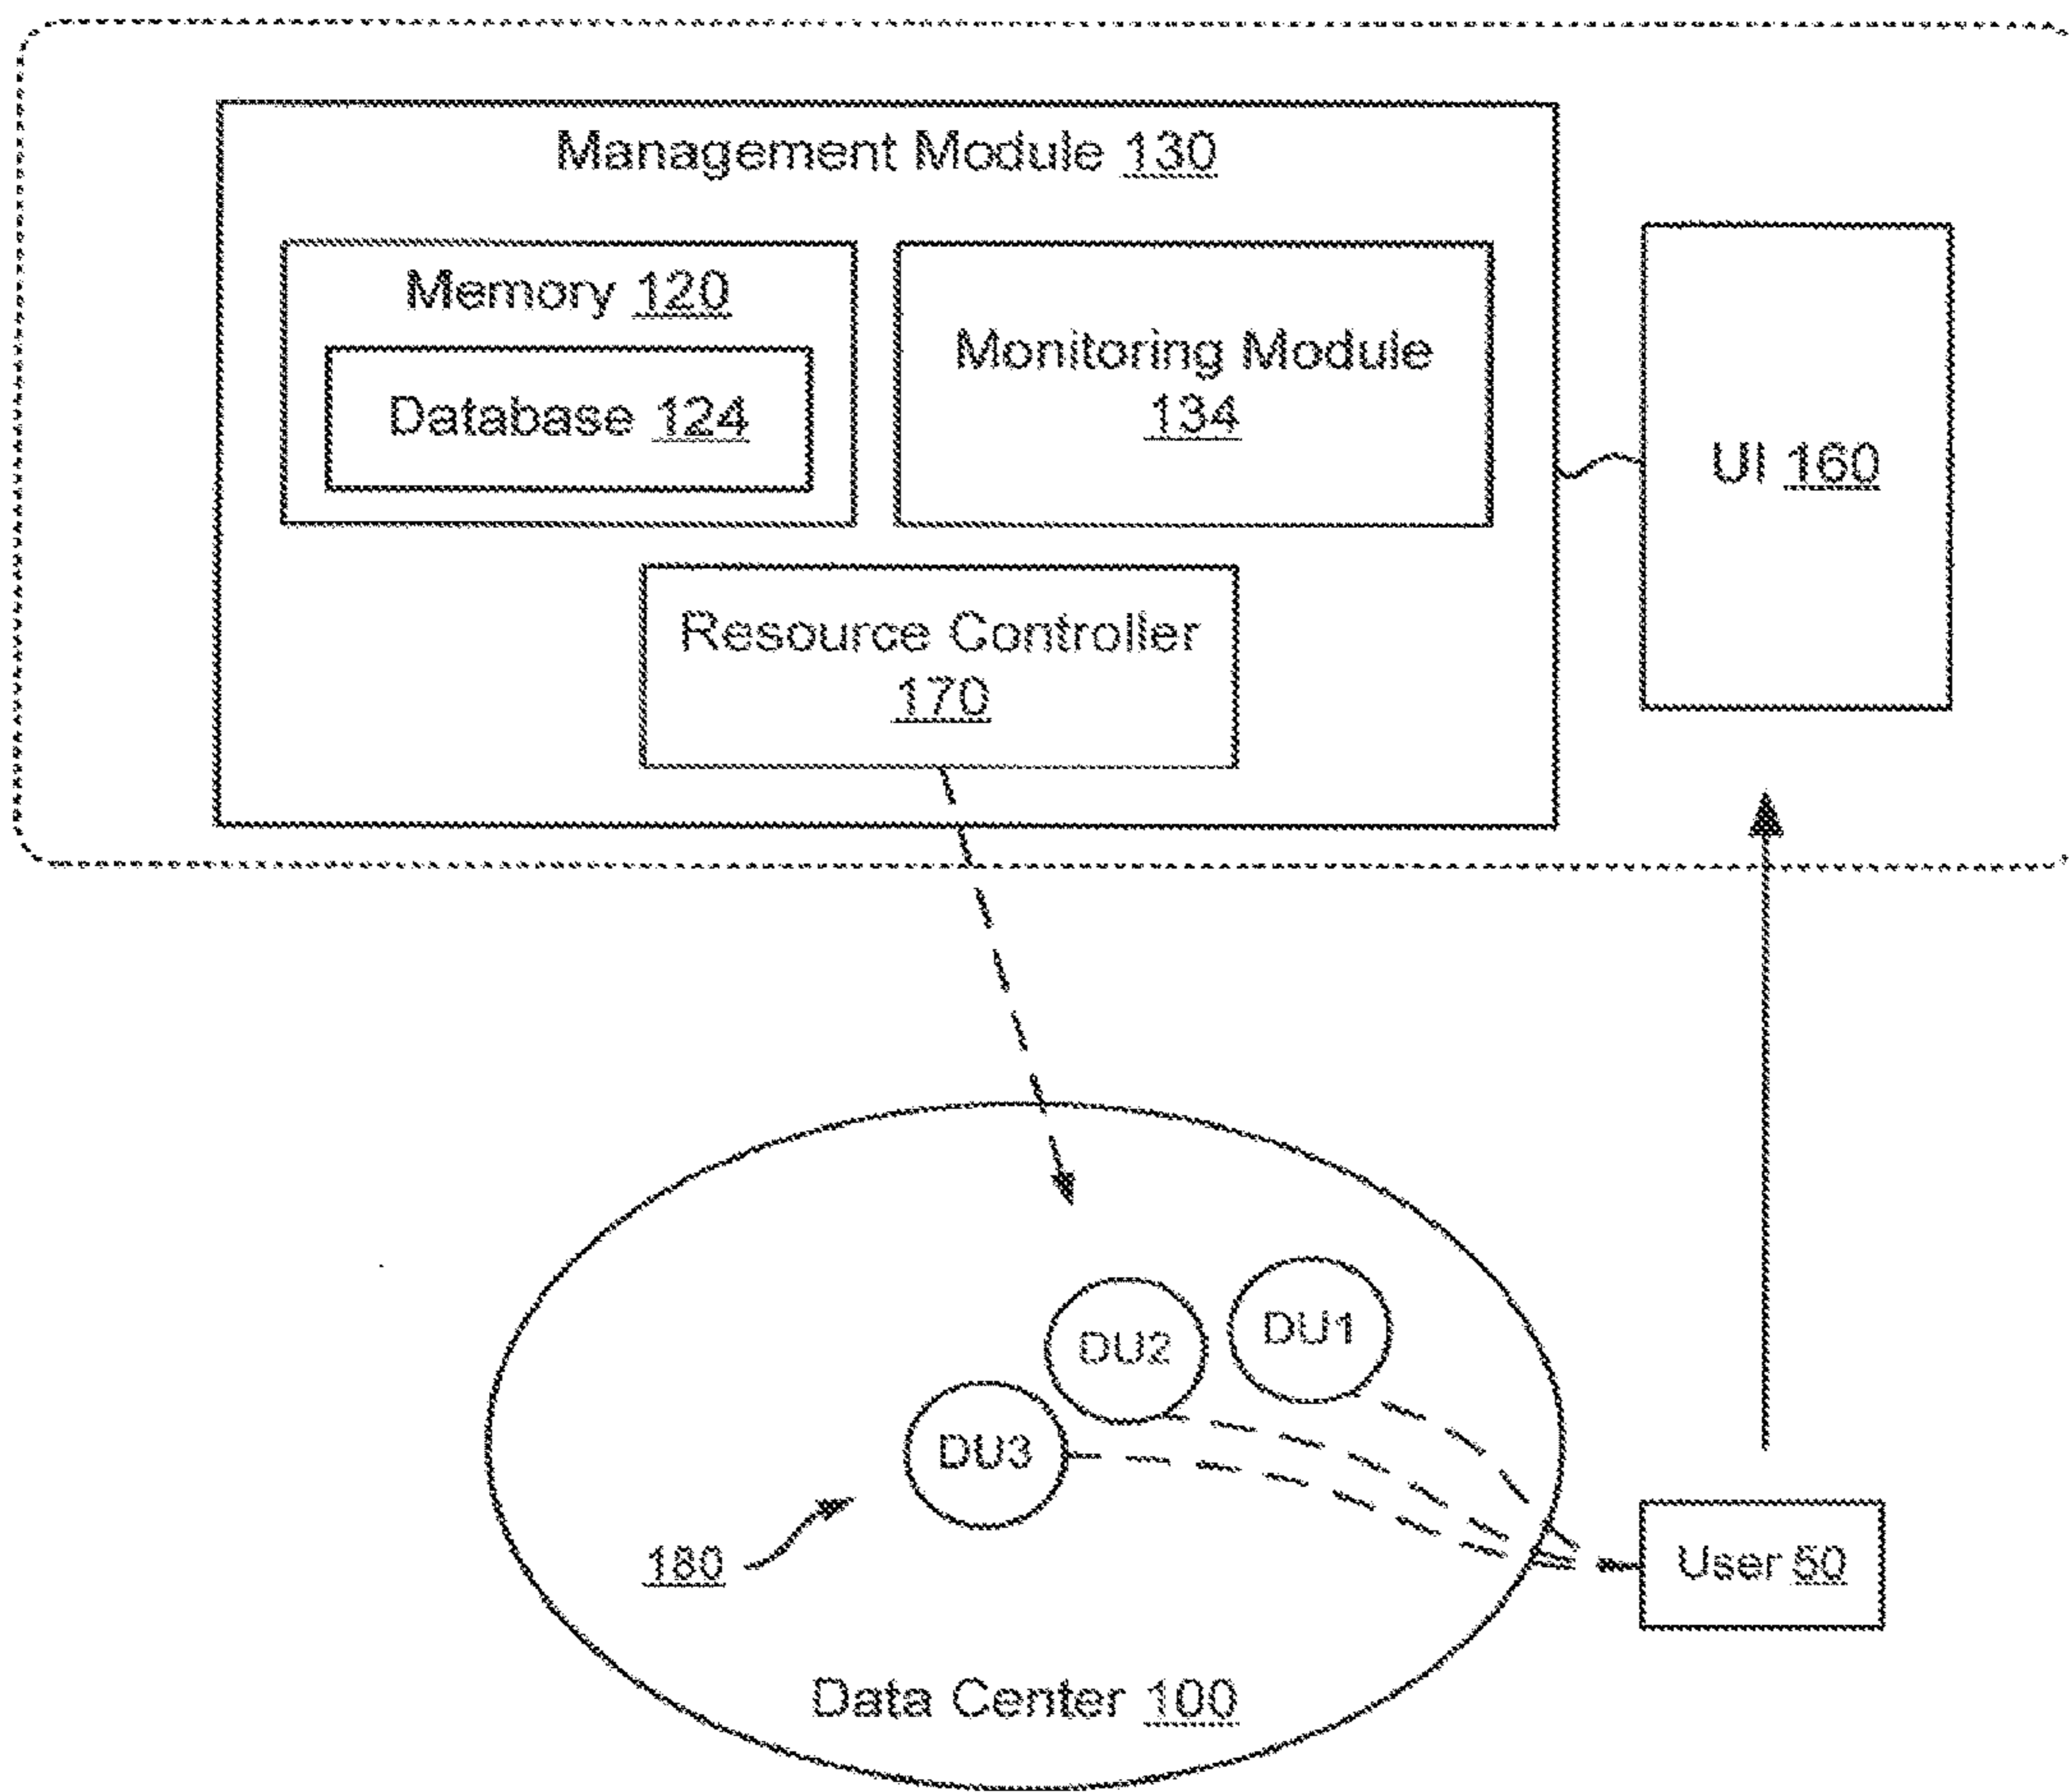 Management Module 130
Memory 120
Database 124
Monitoring Module
134
UI 160
Resource Controller
170
DU1
DU2
DU3
180
User 50
Data Center 100